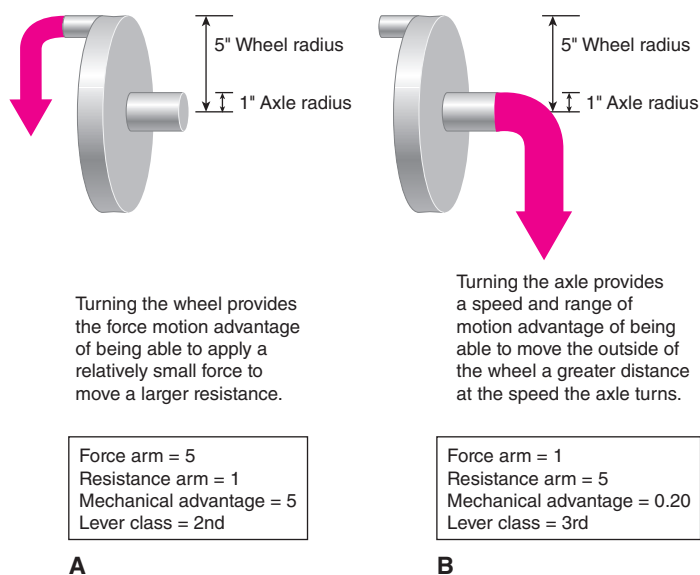 5" Wheel radius
1" Axle radius
Turning the wheel provides
the force motion advantage
of being able to apply a
relatively small force to
move a larger resistance.
Force arm = 5
Resistance arm = 1
Mechanical advantage = 5
Lever class = 2nd
A
5" Wheel radius
1" Axle radius
Turning the axle provides
a speed and range of
motion advantage of being
able to move the outside of
the wheel a greater distance
at the speed the axle turns.
Force arm = 1
Resistance arm = 5
Mechanical advantage = 0.20
Lever class = 3rd
B